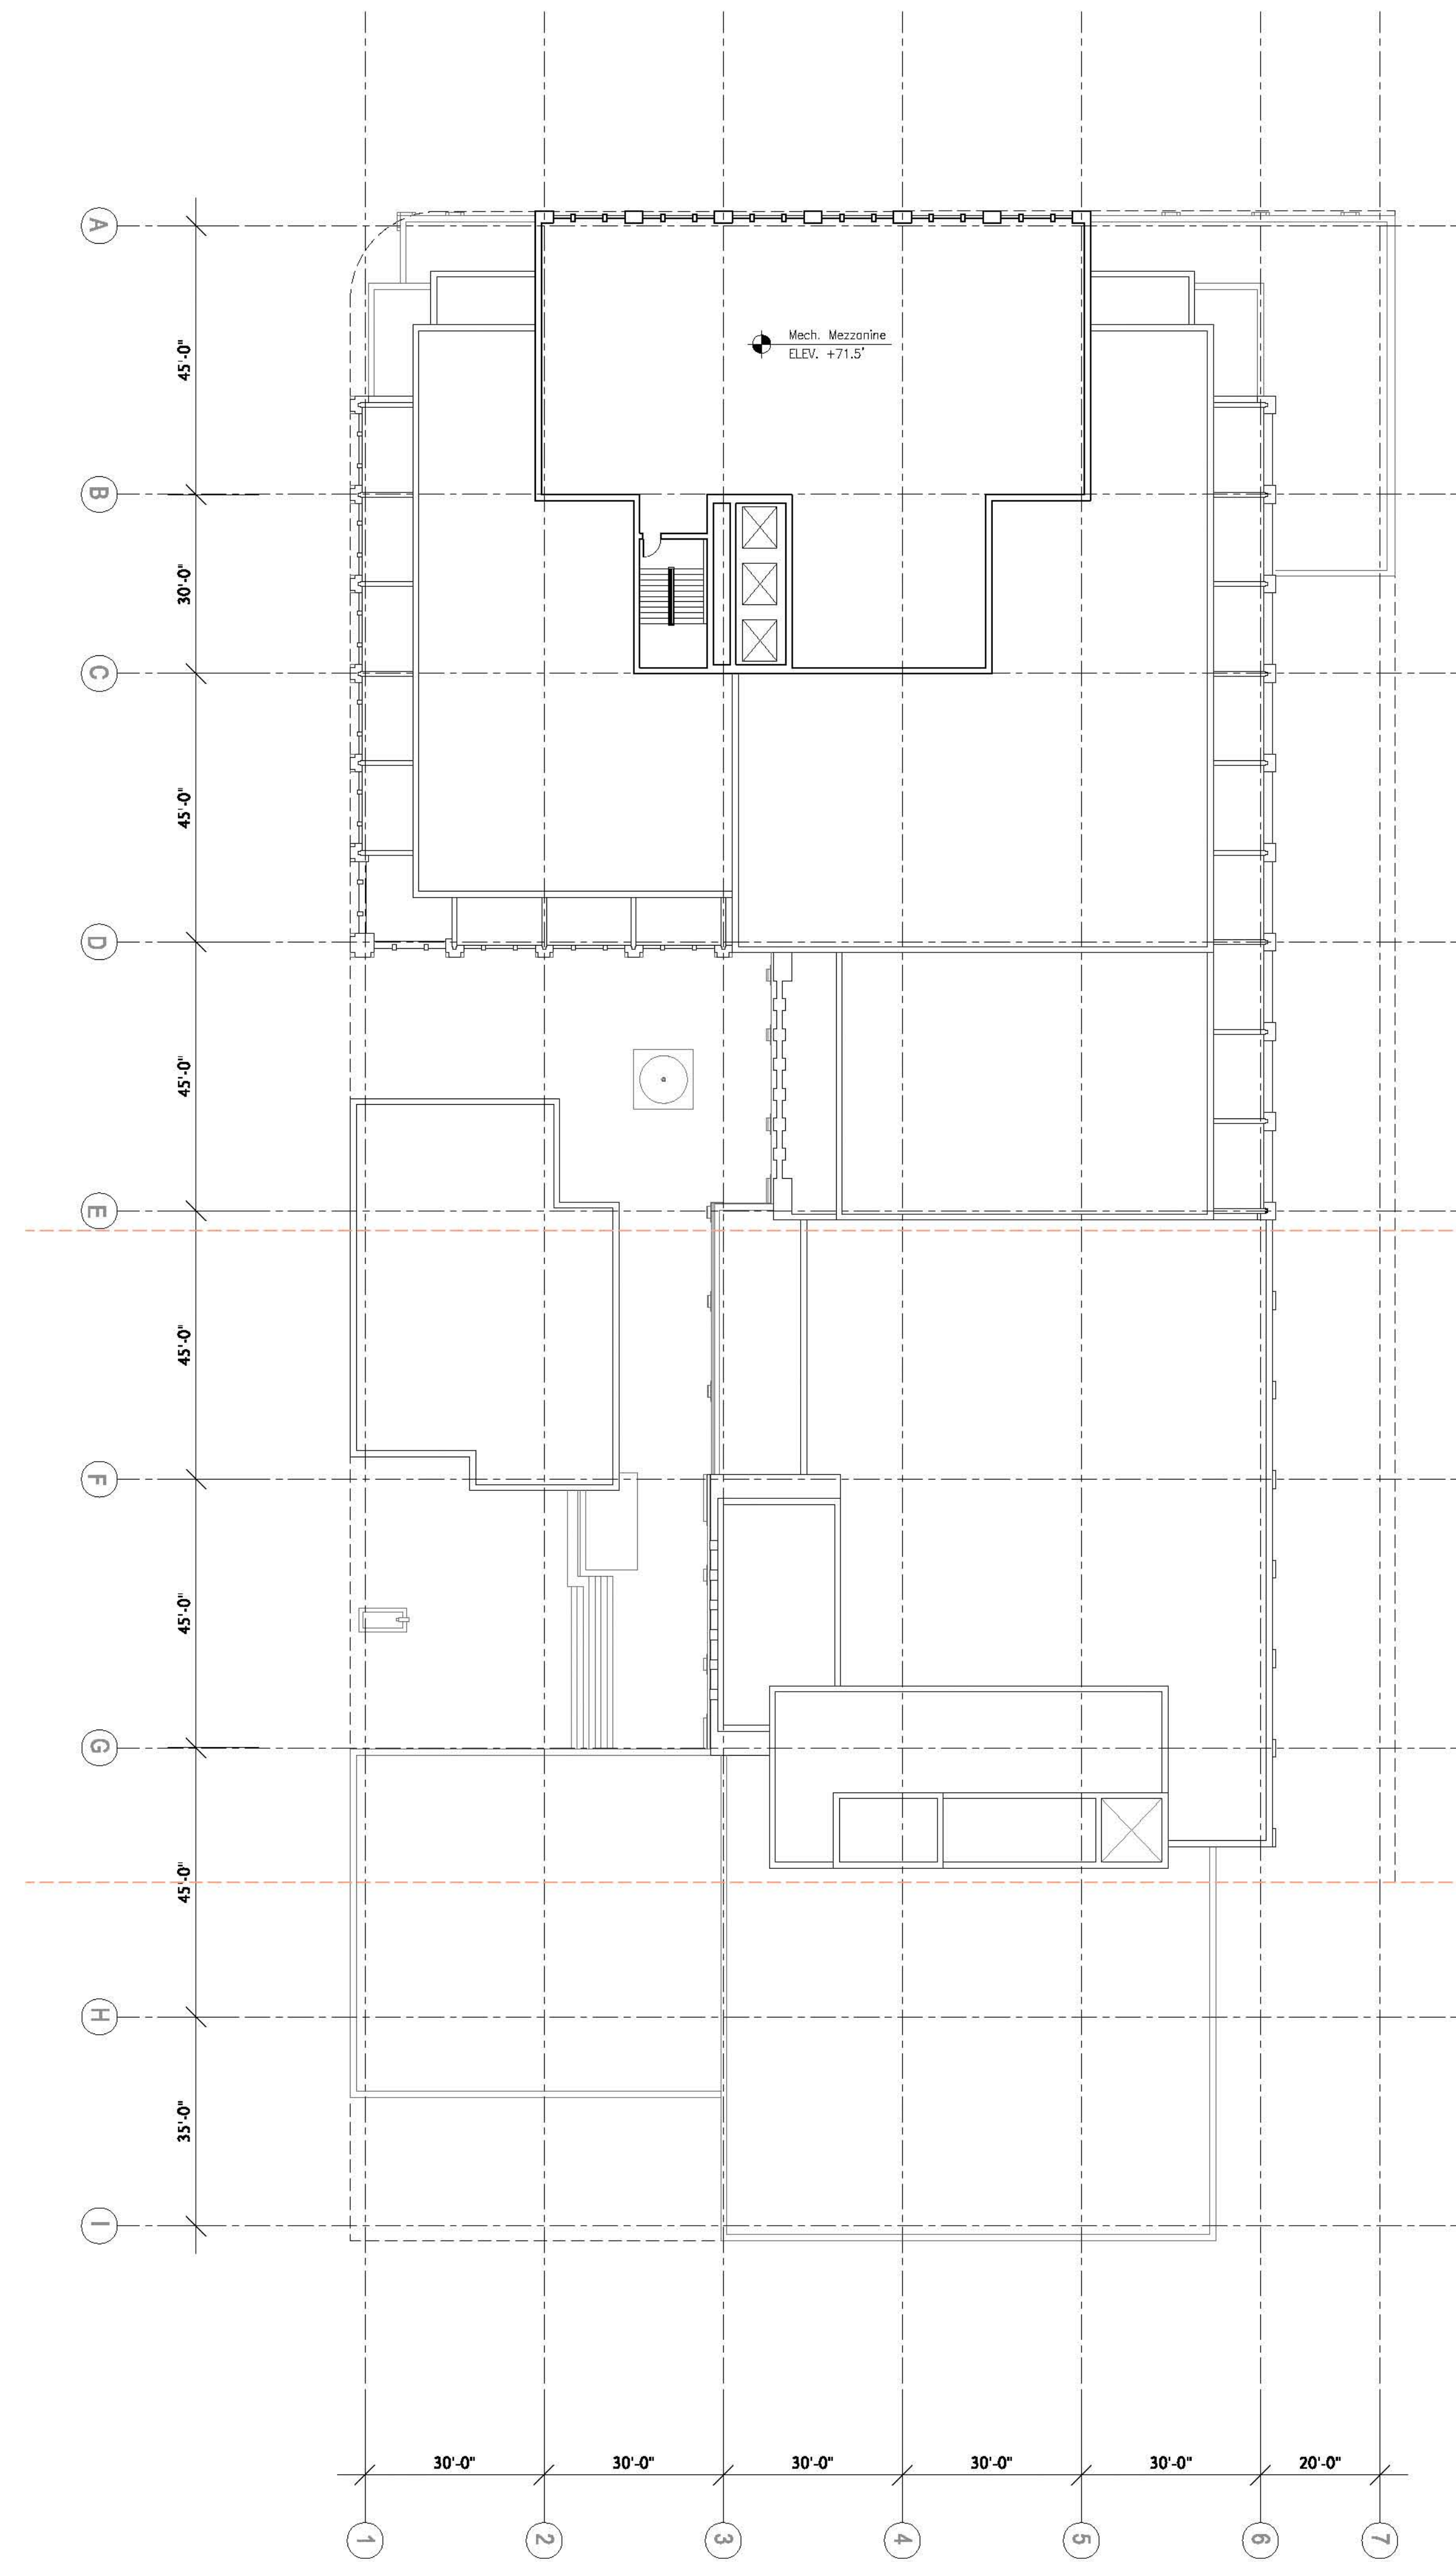 A
45'-0"
Mech. Mezzanine
ELEV. +71.5'
B
30'-0"
C
45'-0"
D
45'-0"
E
45'-0"
F
45'-0"
G
45'-0"
H
35'-0"
I
30'-0" 30'-0" 30'-0" 30'-0" 30'-0" 20'-0"
1 2 3 4 5 6 7